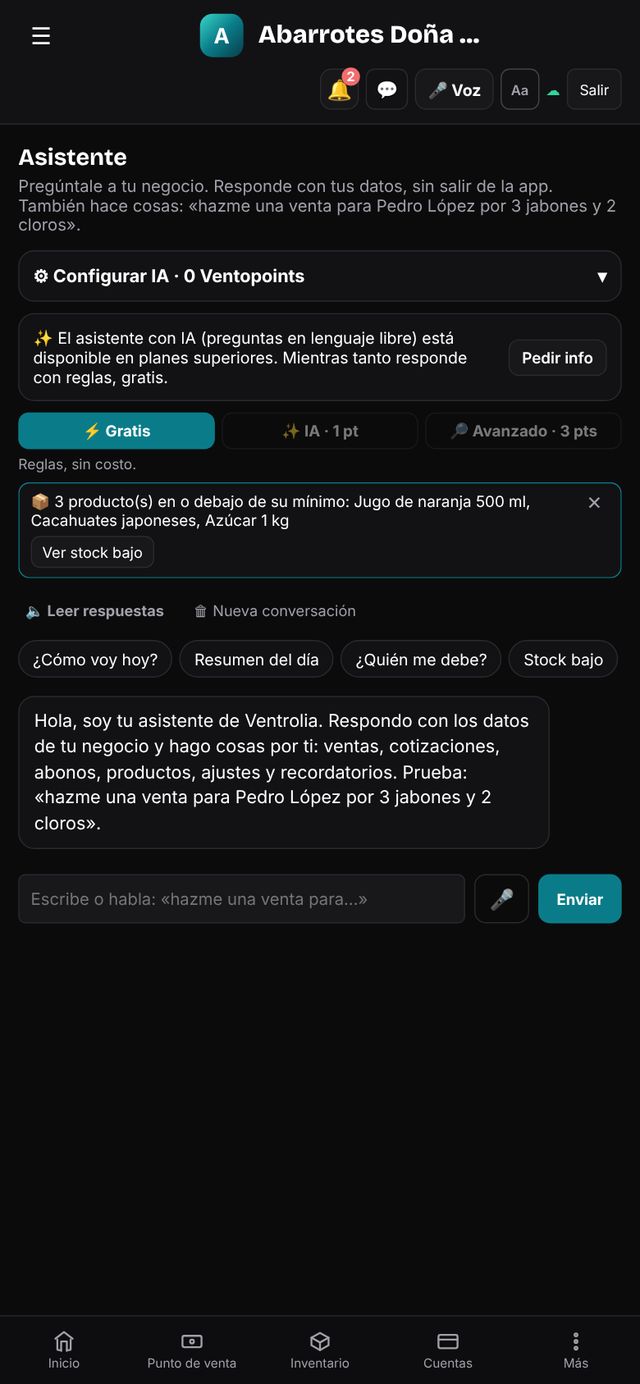 ☰ A Abarrotes Doña ...
🔔 2 💬 🎤 Voz Aa ☁ Salir
Asistente
Pregúntale a tu negocio. Responde con tus datos, sin salir de la app.
También hace cosas: «hazme una venta para Pedro López por 3 jabones y 2
cloros».
⚙ Configurar IA · 0 Ventopoints ▾
✨ El asistente con IA (preguntas en lenguaje libre) está
disponible en planes superiores. Mientras tanto responde
con reglas, gratis.
Pedir info
⚡ Gratis
✨ IA · 1 pt
🔎 Avanzado · 3 pts
Reglas, sin costo.
📦 3 producto(s) en o debajo de su mínimo: Jugo de naranja 500 ml,
Cacahuates japoneses, Azúcar 1 kg
✕
Ver stock bajo
🔈 Leer respuestas
🗑 Nueva conversación
¿Cómo voy hoy?
Resumen del día
¿Quién me debe?
Stock bajo
Hola, soy tu asistente de Ventrolia. Respondo con los datos
de tu negocio y hago cosas por ti: ventas, cotizaciones,
abonos, productos, ajustes y recordatorios. Prueba:
«hazme una venta para Pedro López por 3 jabones y 2
cloros».
Escribe o habla: «hazme una venta para...»
🎤
Enviar
Inicio
Punto de venta
Inventario
Cuentas
Más